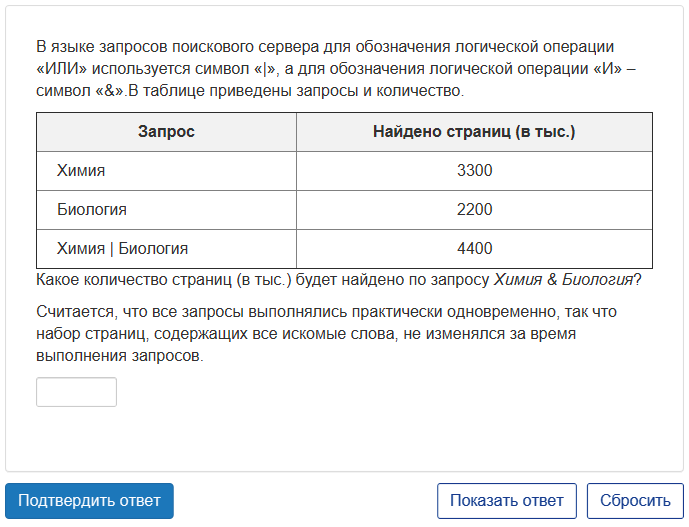 В языке запросов поискового сервера для обозначения логической операции
«ИЛИ» используется символ «|», а для обозначения логической операции «И» –
символ «&».В таблице приведены запросы и количество.
Запрос Найдено страниц (в тыс.)
Химия 3300
Биология 2200
Химия | Биология 4400
Какое количество страниц (в тыс.) будет найдено по запросу Химия & Биология?
Считается, что все запросы выполнялись практически одновременно, так что
набор страниц, содержащих все искомые слова, не изменялся за время
выполнения запросов.
Подтвердить ответ Показать ответ Сбросить